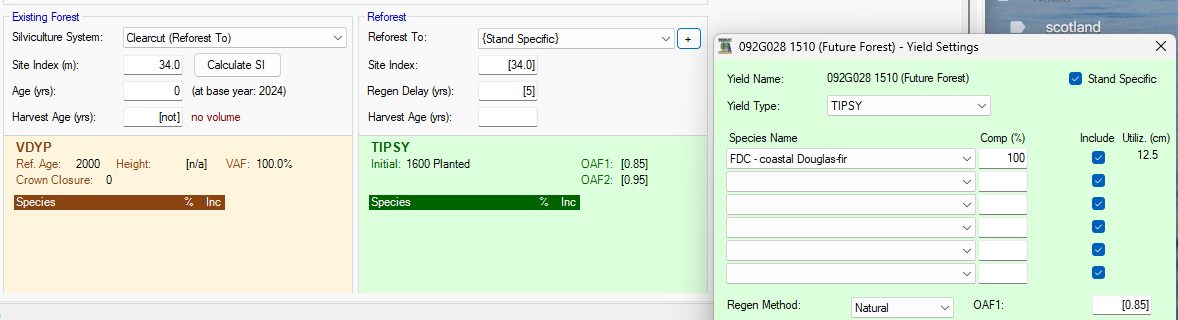 Existing Forest
Silviculture System: Clearcut (Reforest To)
Site Index (m): 34.0 Calculate SI
Age (yrs): 0 (at base year: 2024)
Harvest Age (yrs): [not] no volume
VDYP
Ref. Age: 2000 Height: [n/a] VAF: 100.0%
Crown Closure: 0
Species % Inc
Reforest
Reforest To: {Stand Specific} +
Site Index: [34.0]
Regen Delay (yrs): [5]
Harvest Age (yrs):
TIPSY
Initial: 1600 Planted OAF1: [0.85]
OAF2: [0.95]
Species % Inc
scotland
092G028 1510 (Future Forest) - Yield Settings
Yield Name: 092G028 1510 (Future Forest) Stand Specific
Yield Type: TIPSY
Species Name Comp (%) Include Utiliz. (cm)
FDC - coastal Douglas-fir 100 12.5
Regen Method: Natural OAF1: [0.85]